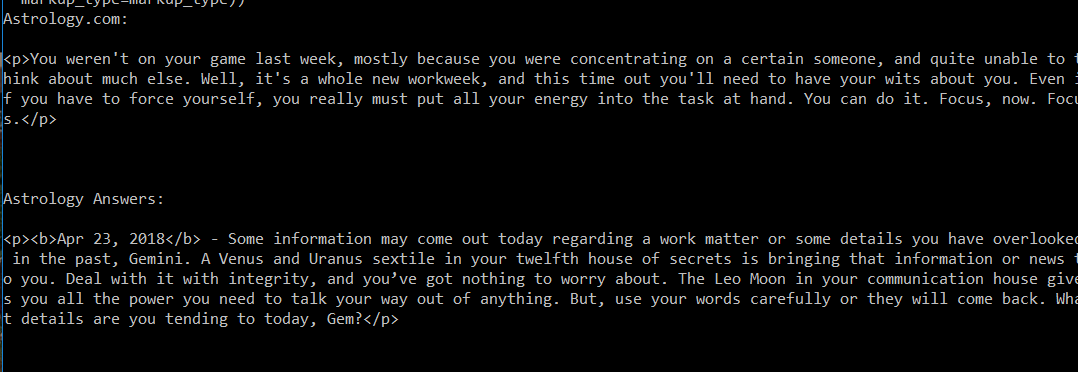 markup_type=markup_type))
Astrology.com:
<p>You weren't on your game last week, mostly because you were concentrating on a certain someone, and quite unable to t
hink about much else. Well, it's a whole new workweek, and this time out you'll need to have your wits about you. Even i
f you have to force yourself, you really must put all your energy into the task at hand. You can do it. Focus, now. Focu
s.</p>
Astrology Answers:
<p><b>Apr 23, 2018</b> - Some information may come out today regarding a work matter or some details you have overlooked
in the past, Gemini. A Venus and Uranus sextile in your twelfth house of secrets is bringing that information or news t
o you. Deal with it with integrity, and you’ve got nothing to worry about. The Leo Moon in your communication house give
s you all the power you need to talk your way out of anything. But, use your words carefully or they will come back. Wha
t details are you tending to today, Gem?</p>